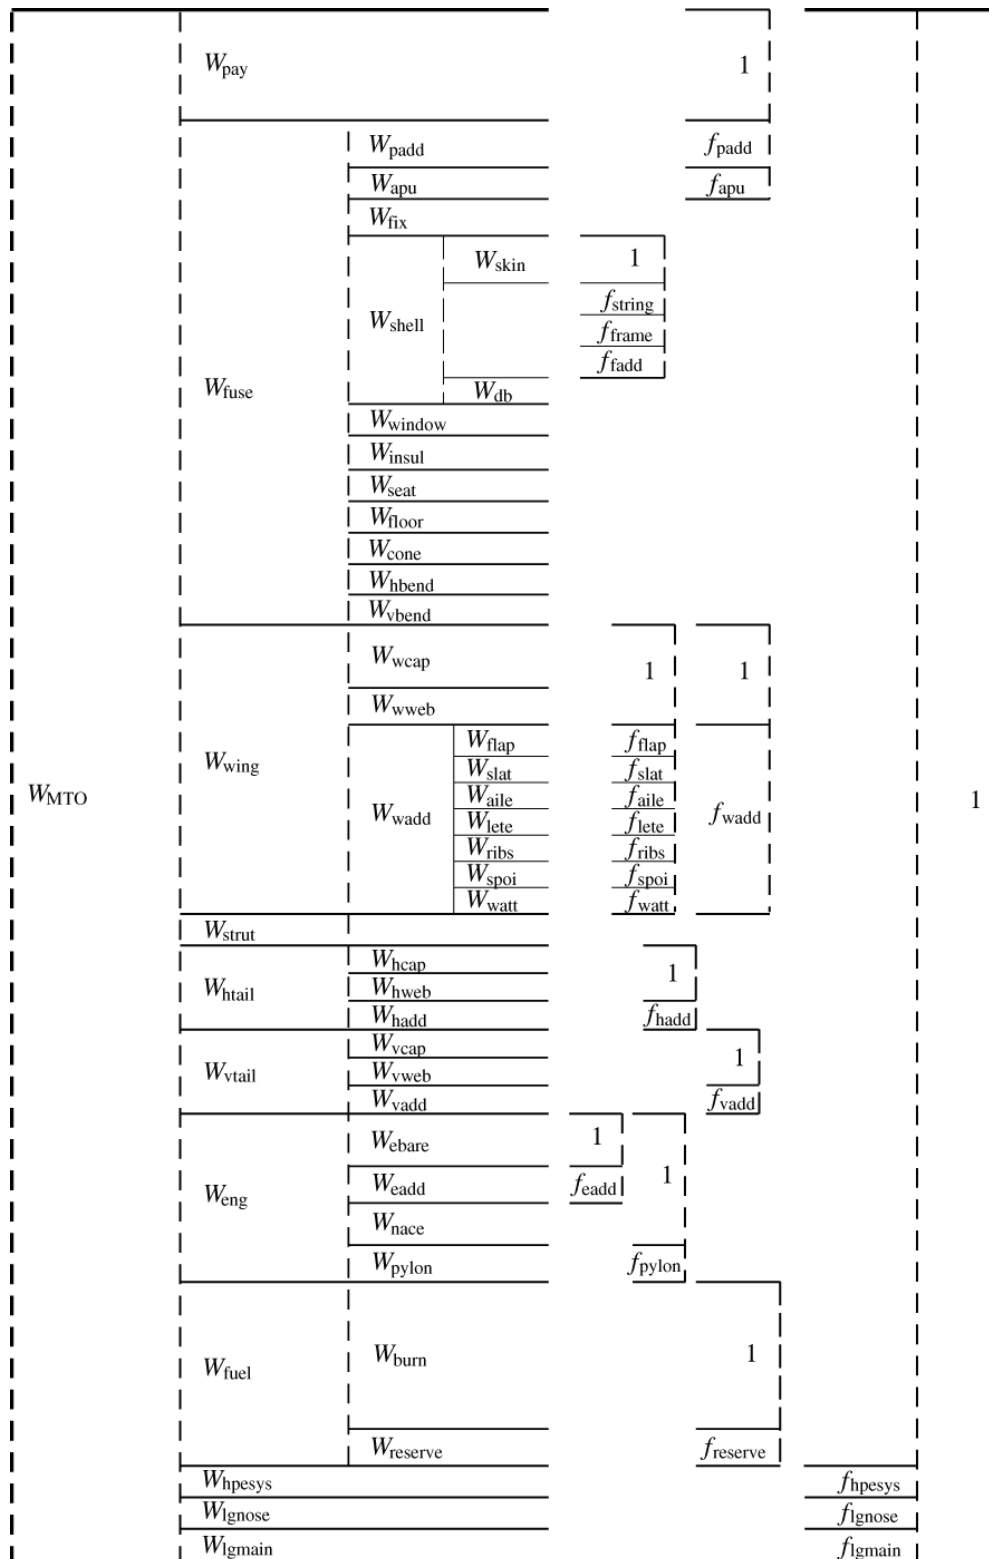 W_pay 1
W_padd f_padd
W_apu f_apu
W_fix
W_skin 1
f_string
W_shell f_frame
f_fadd
W_fuse W_db
W_window
W_insul
W_seat
W_floor
W_cone
W_hbend
W_vbend
W_wcap 1 1
W_wweb
W_flap f_flap
W_wing W_slat f_slat
W_MTO W_aile f_aile 1
W_wadd W_lete f_lete f_wadd
W_ribs f_ribs
W_spoi f_spoi
W_watt f_watt
W_strut
W_hcap 1
W_htail W_hweb
W_hadd f_hadd
W_vcap 1
W_vtail W_vweb
W_vadd f_vadd
W_ebare 1
W_eng W_eadd f_eadd 1
W_nace
W_pylon f_pylon
W_fuel W_burn 1
W_reserve f_reserve
W_hpesys f_hpesys
W_lgnose f_lgnose
W_lgmain f_lgmain